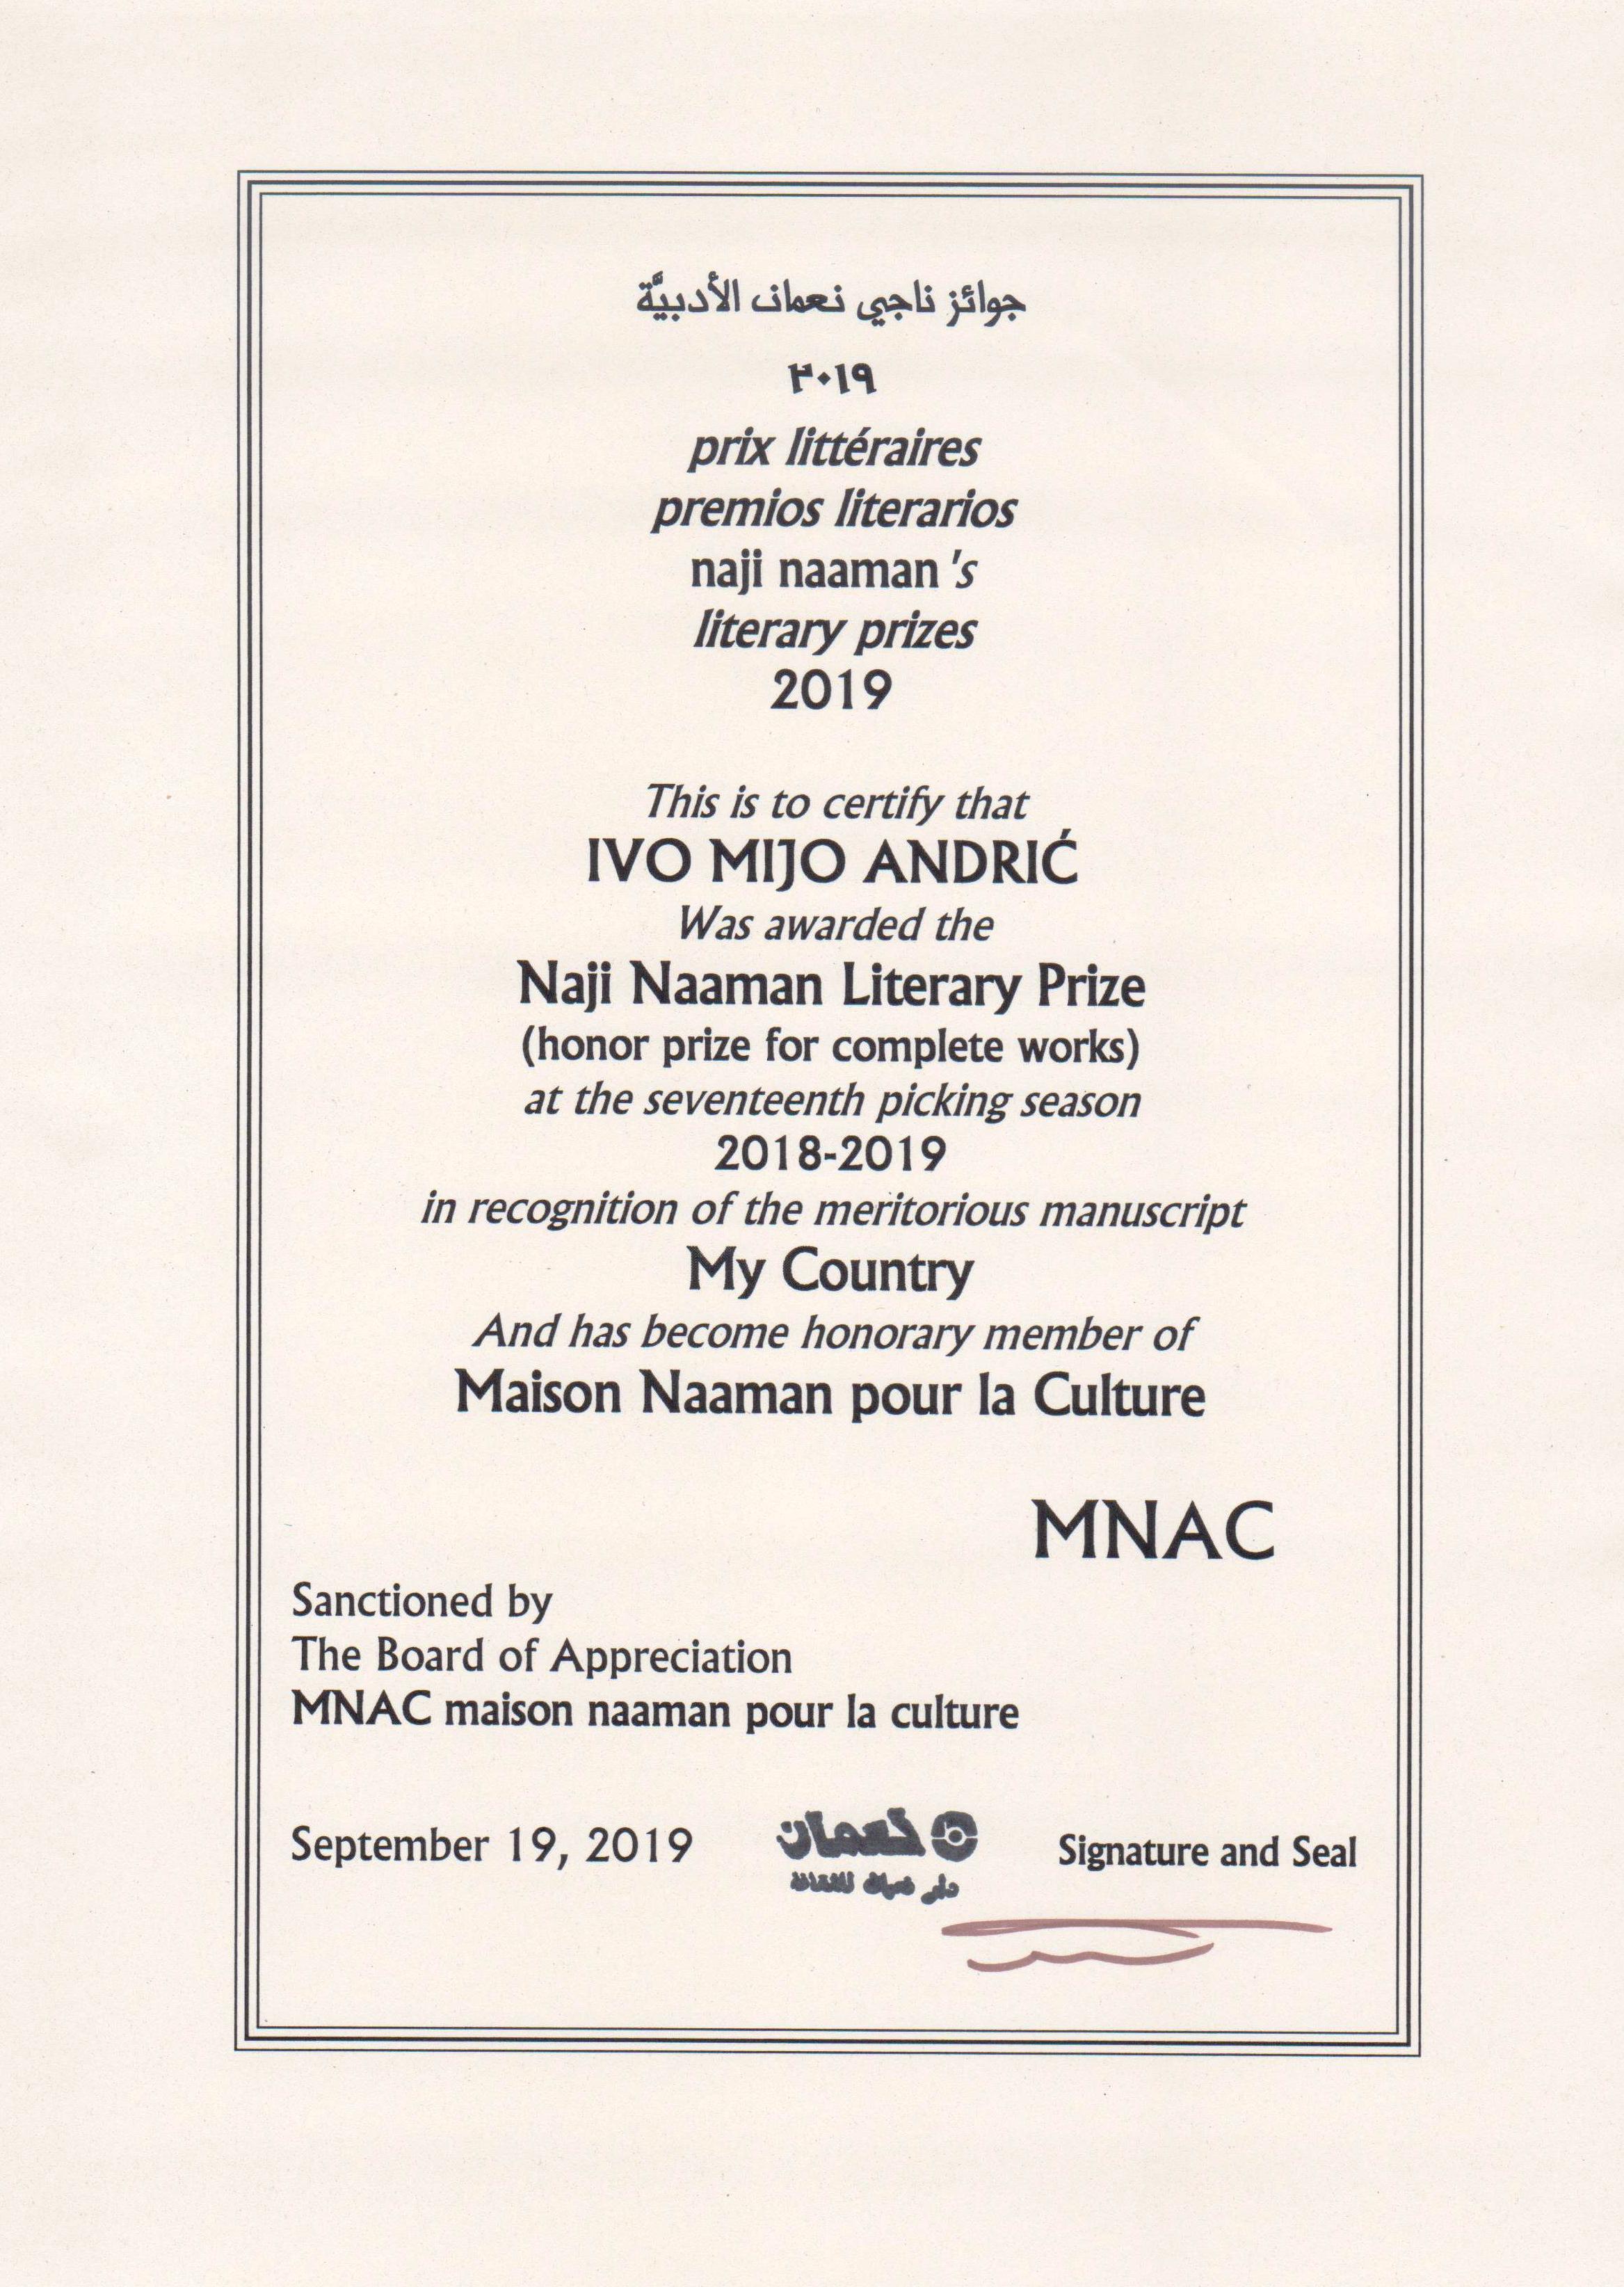 جوائز ناجي نعمان الأدبيَّة
٢٠١٩
prix littéraires
premios literarios
naji naaman's
literary prizes
2019
This is to certify that
IVO MIJO ANDRIĆ
Was awarded the
Naji Naaman Literary Prize
(honor prize for complete works)
at the seventeenth picking season
2018-2019
in recognition of the meritorious manuscript
My Country
And has become honorary member of
Maison Naaman pour la Culture
MNAC
Sanctioned by
The Board of Appreciation
MNAC maison naaman pour la culture
September 19, 2019
نعمان
دار نعمان للثقافة
Signature and Seal